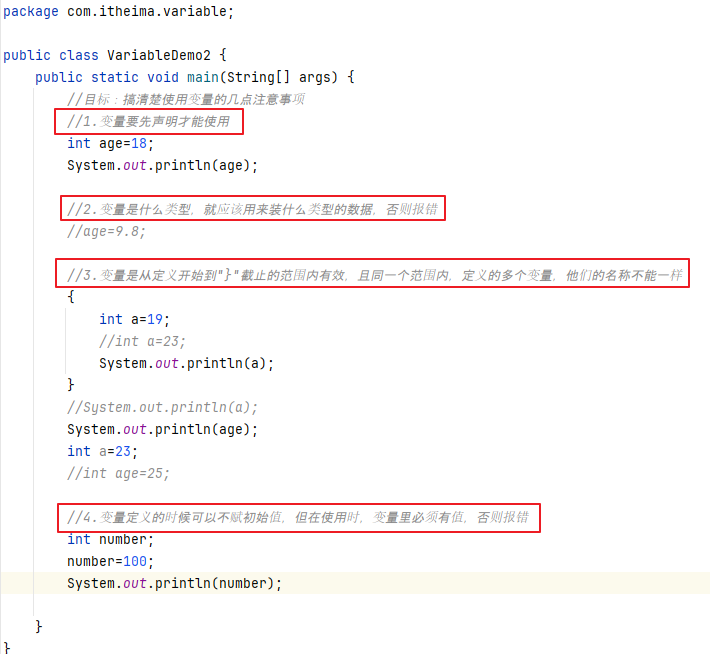 package com.itheima.variable;
public class VariableDemo2 {
public static void main(String[] args) {
//目标：搞清楚使用变量的几点注意事项
//1.变量要先声明才能使用
int age=18;
System.out.println(age);
//2.变量是什么类型，就应该用来装什么类型的数据，否则报错
//age=9.8;
//3.变量是从定义开始到"}"截止的范围内有效，且同一个范围内，定义的多个变量，他们的名称不能一样
{
int a=19;
//int a=23;
System.out.println(a);
}
//System.out.println(a);
System.out.println(age);
int a=23;
//int age=25;
//4.变量定义的时候可以不赋初始值，但在使用时，变量里必须有值，否则报错
int number;
number=100;
System.out.println(number);
}
}